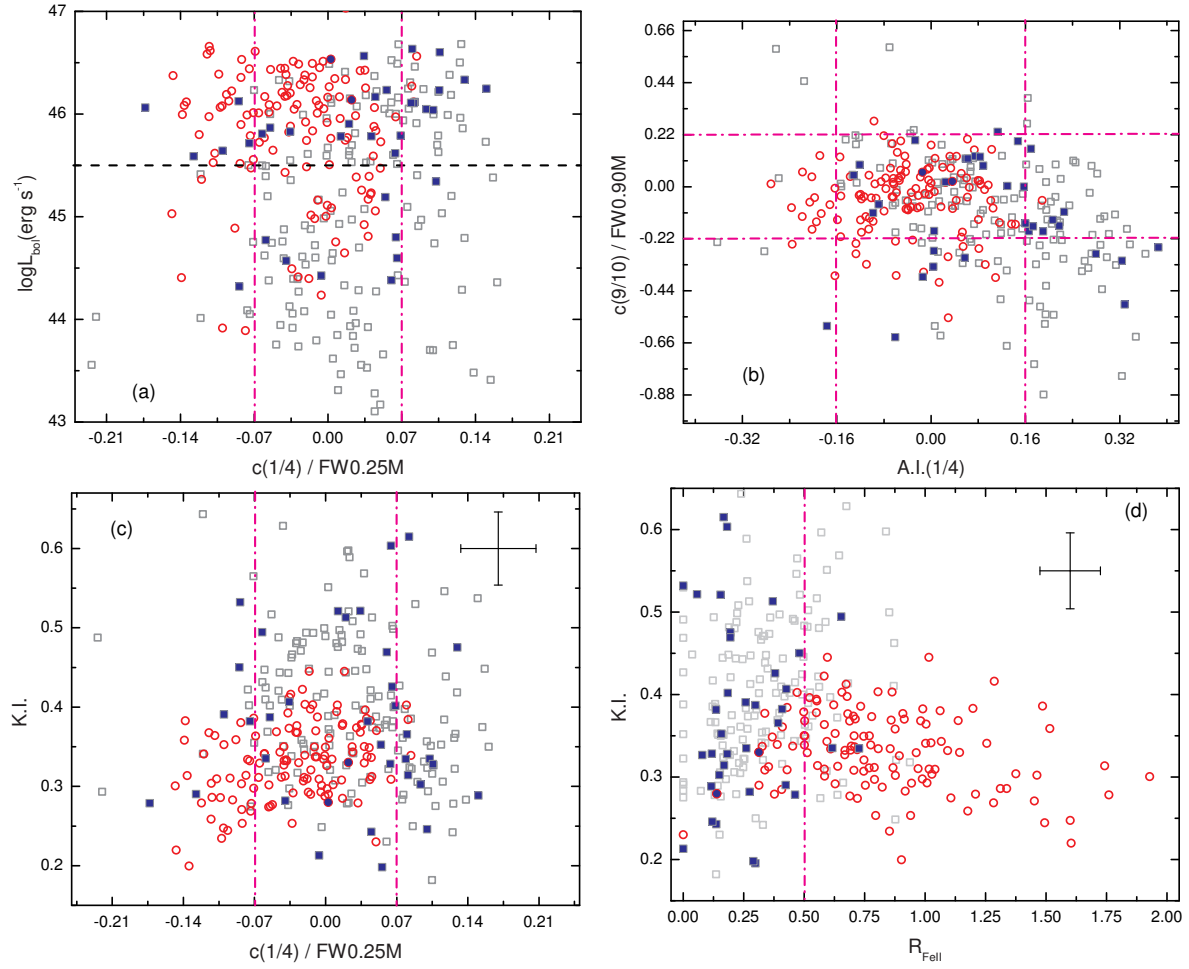 47
46
45
44
43
logL_bol(erg s⁻¹)
(a)
-0.21 -0.14 -0.07 0.00 0.07 0.14 0.21
c(1/4) / FW0.25M
0.66
0.44
0.22
0.00
-0.22
-0.44
-0.66
-0.88
c(9/10) / FW0.90M
(b)
-0.32 -0.16 0.00 0.16 0.32
A.I.(1/4)
(c)
0.6
0.5
0.4
0.3
0.2
K.I.
-0.21 -0.14 -0.07 0.00 0.07 0.14 0.21
c(1/4) / FW0.25M
(d)
0.6
0.5
0.4
0.3
0.2
K.I.
0.00 0.25 0.50 0.75 1.00 1.25 1.50 1.75 2.00
R_FeII